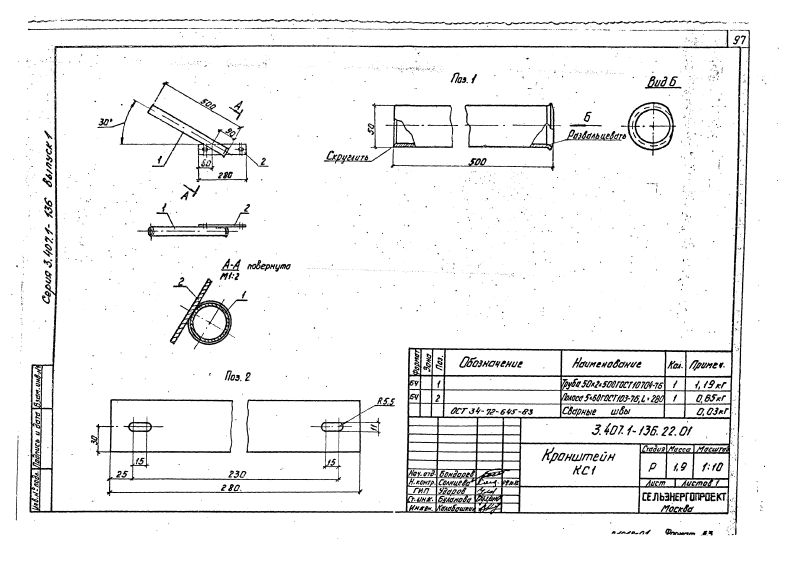 97
Серия 3.407.1-136 выпуск 1
Поз. 1
Вид Б
500
А
30°
90
1
2
60
280
А
50
Б
Развальцевать
Скруглить
500
1
2
А-А повернуто
М1:2
2
1
Поз. 2
R5,5
30
11
15
15
25
230
280
Формат
Зона
Поз.
Обозначение
Наименование
Кол.
Примеч.
БЧ 1 Труба 50×2×500 ГОСТ 10704-76 1 1,19 кг
БЧ 2 Полоса 5×60 ГОСТ 103-76, L=280 1 0,65 кг
ОСТ 34-72-645-83 Сварные швы 0,03 кг
3.407.1-136.22.01
Кронштейн
КС1
Стадия Масса Масштаб
Р 1,9 1:10
Лист Листов 1
СЕЛЬЭНЕРГОПРОЕКТ
Москва
Нач. отд. Бондарев
Н. контр. Солнцева
ГИП Ударов
Ст. инж. Буланова
Инжен. Калабашкин
Инв. № подл. Подпись и дата Взам. инв. №
Формат